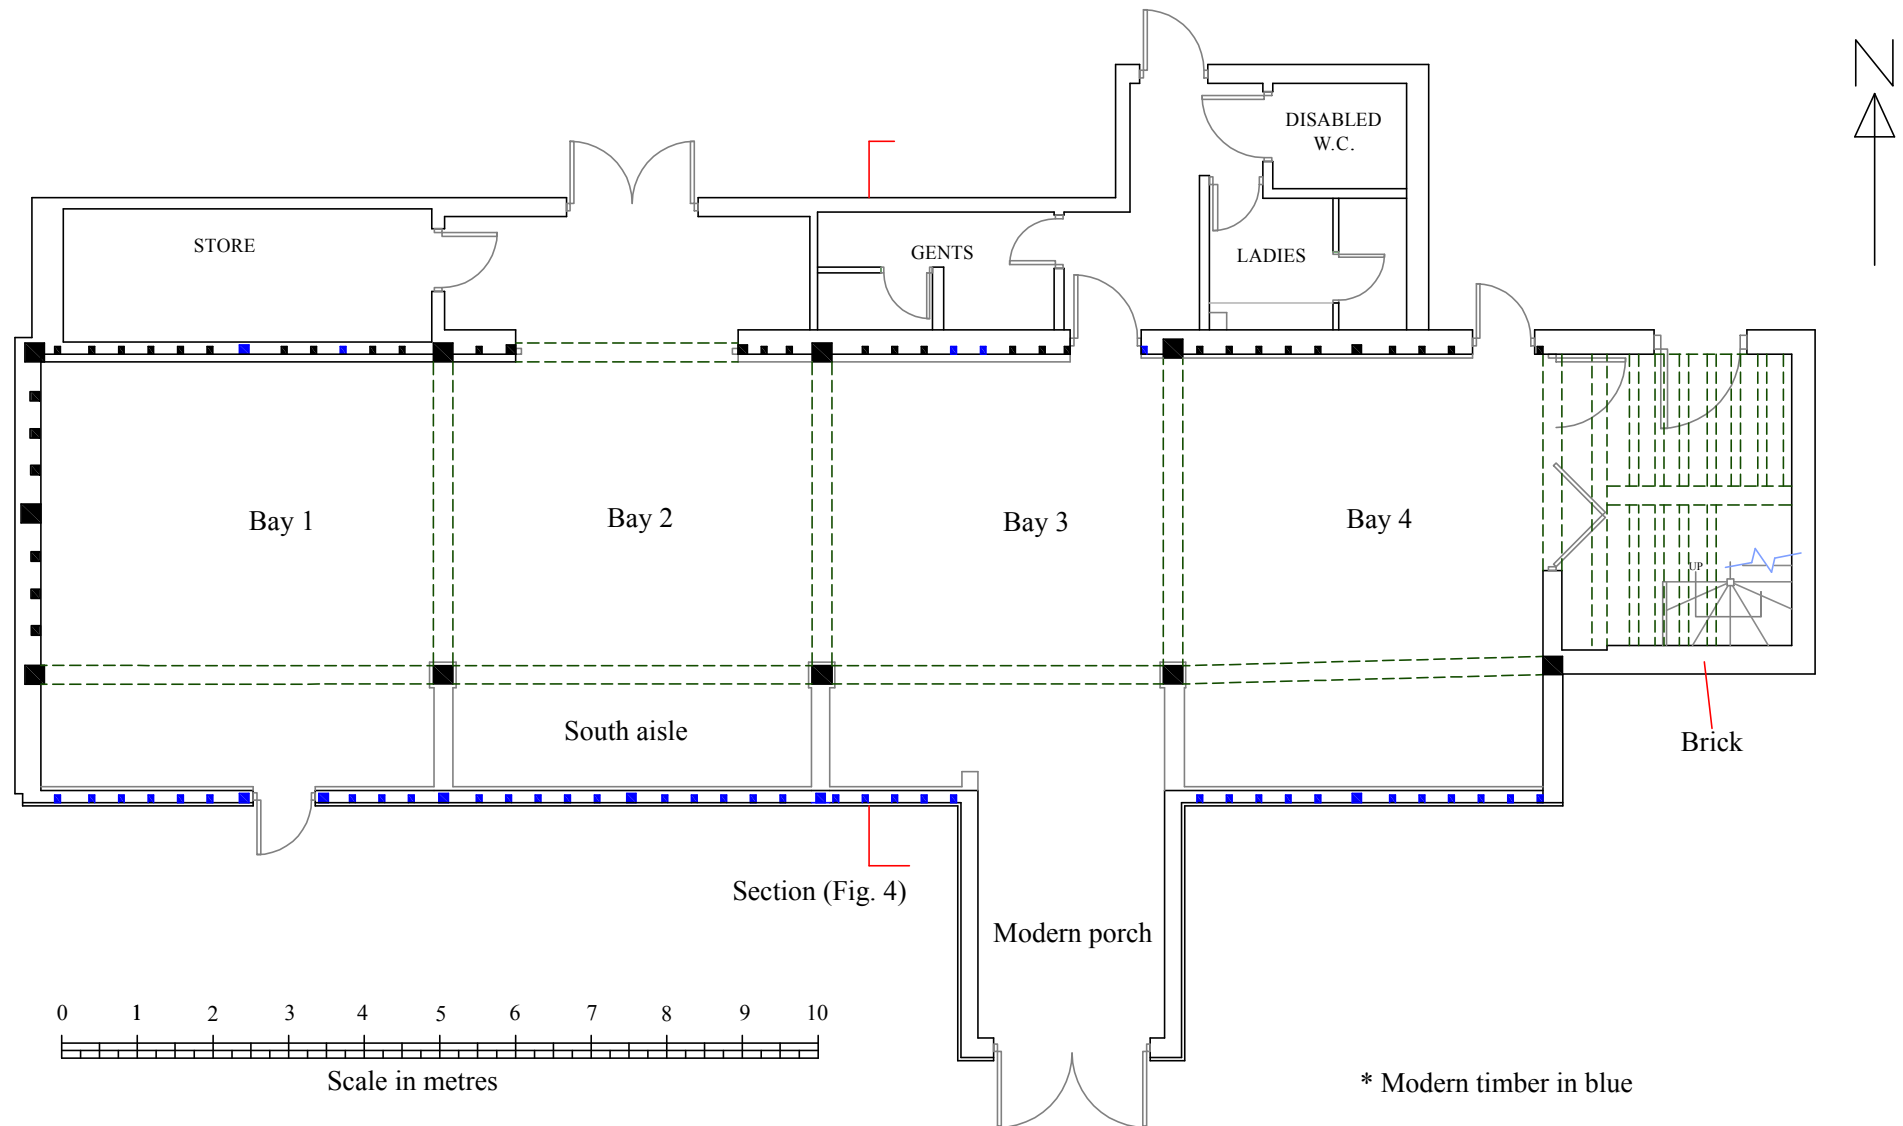 N
DISABLED
W.C.
STORE
GENTS
LADIES
Bay 1
Bay 2
Bay 3
Bay 4
UP
South aisle
Brick
Section (Fig. 4)
Modern porch
0 1 2 3 4 5 6 7 8 9 10
Scale in metres
* Modern timber in blue